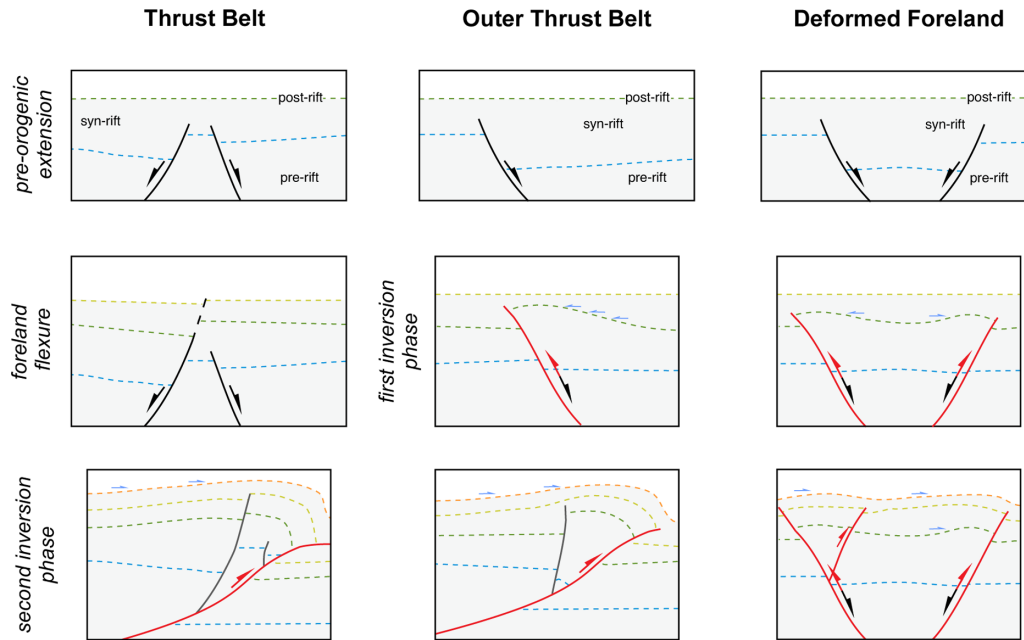 Thrust Belt
Outer Thrust Belt
Deformed Foreland
pre-orogenic
extension
post-rift
syn-rift
pre-rift
post-rift
syn-rift
pre-rift
post-rift
syn-rift
pre-rift
foreland
flexure
first inversion
phase
second inversion
phase